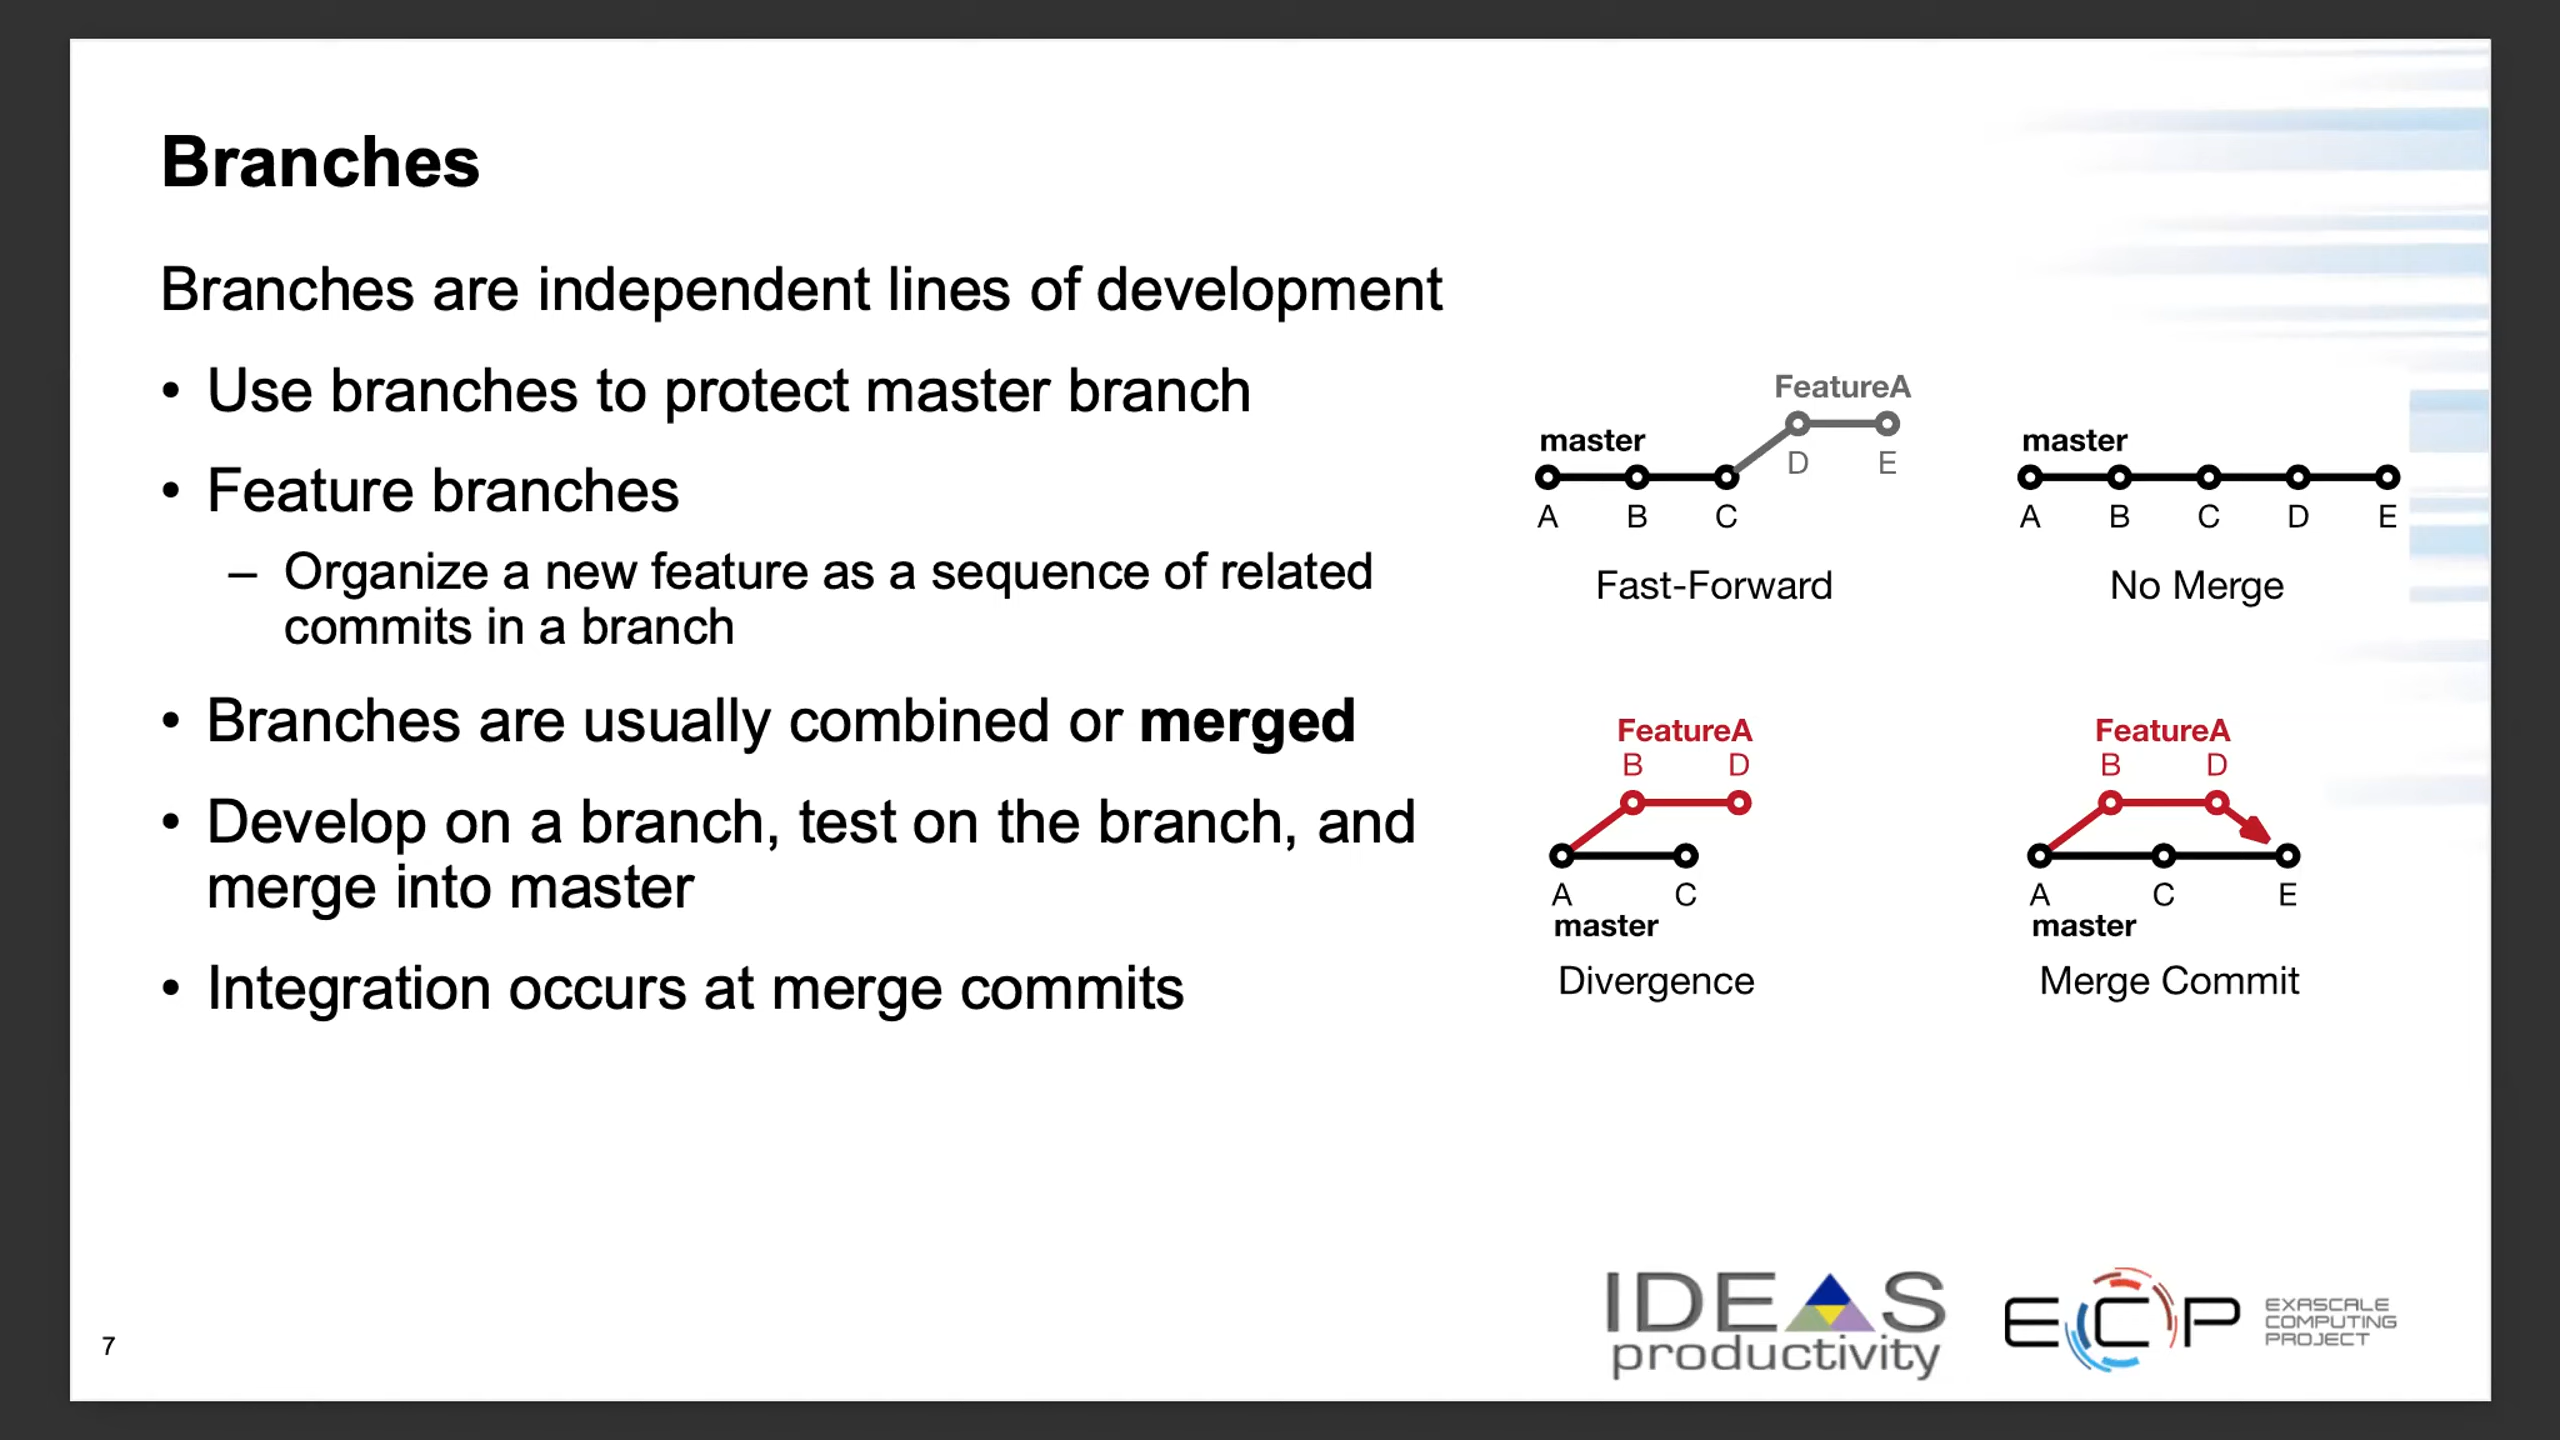 Branches
Branches are independent lines of development
• Use branches to protect master branch
• Feature branches
– Organize a new feature as a sequence of related
commits in a branch
• Branches are usually combined or merged
• Develop on a branch, test on the branch, and
merge into master
• Integration occurs at merge commits
FeatureA
master
D E
A B C
Fast-Forward
master
A B C D E
No Merge
FeatureA
B D
A C
master
Divergence
FeatureA
B D
A C E
master
Merge Commit
7
IDEAS
productivity
ECP
EXASCALE
COMPUTING
PROJECT